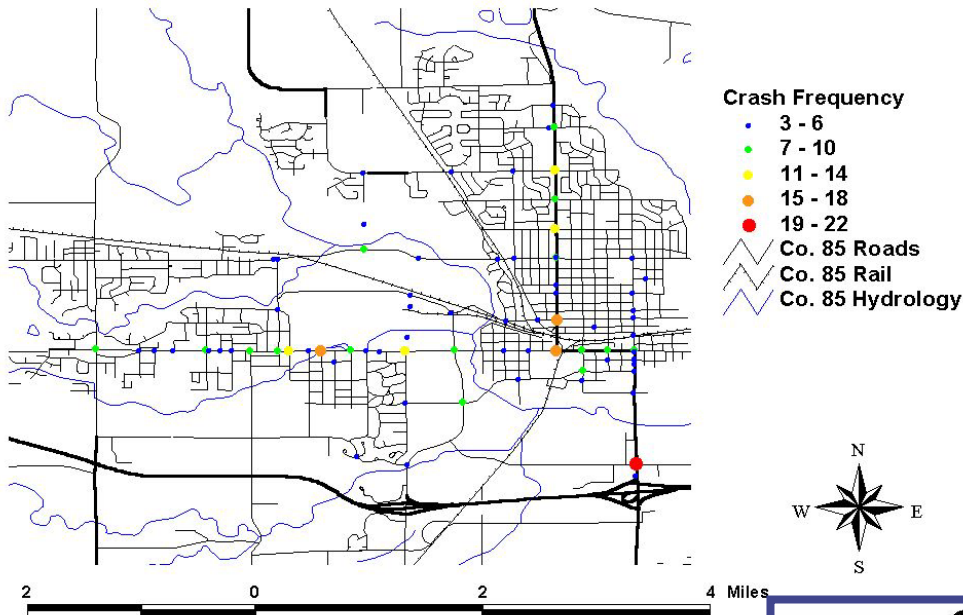 Crash Frequency
3 - 6
7 - 10
11 - 14
15 - 18
19 - 22
Co. 85 Roads
Co. 85 Rail
Co. 85 Hydrology
N
W E
S
2 0 2 4 Miles